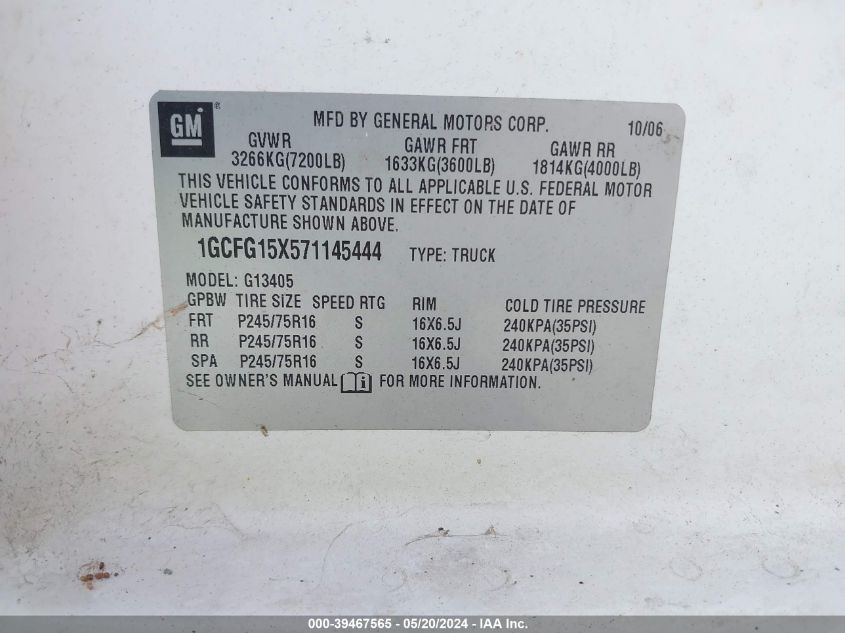 GM ®
MFD BY GENERAL MOTORS CORP. 10/06
GVWR GAWR FRT GAWR RR
3266KG(7200LB) 1633KG(3600LB) 1814KG(4000LB)
THIS VEHICLE CONFORMS TO ALL APPLICABLE U.S. FEDERAL MOTOR
VEHICLE SAFETY STANDARDS IN EFFECT ON THE DATE OF
MANUFACTURE SHOWN ABOVE.
1GCFG15X571145444 TYPE: TRUCK
MODEL: G13405
GPBW TIRE SIZE SPEED RTG RIM COLD TIRE PRESSURE
FRT P245/75R16 S 16X6.5J 240KPA(35PSI)
RR P245/75R16 S 16X6.5J 240KPA(35PSI)
SPA P245/75R16 S 16X6.5J 240KPA(35PSI)
SEE OWNER'S MANUAL i FOR MORE INFORMATION.
000-39467565 - 05/20/2024 - IAA Inc.